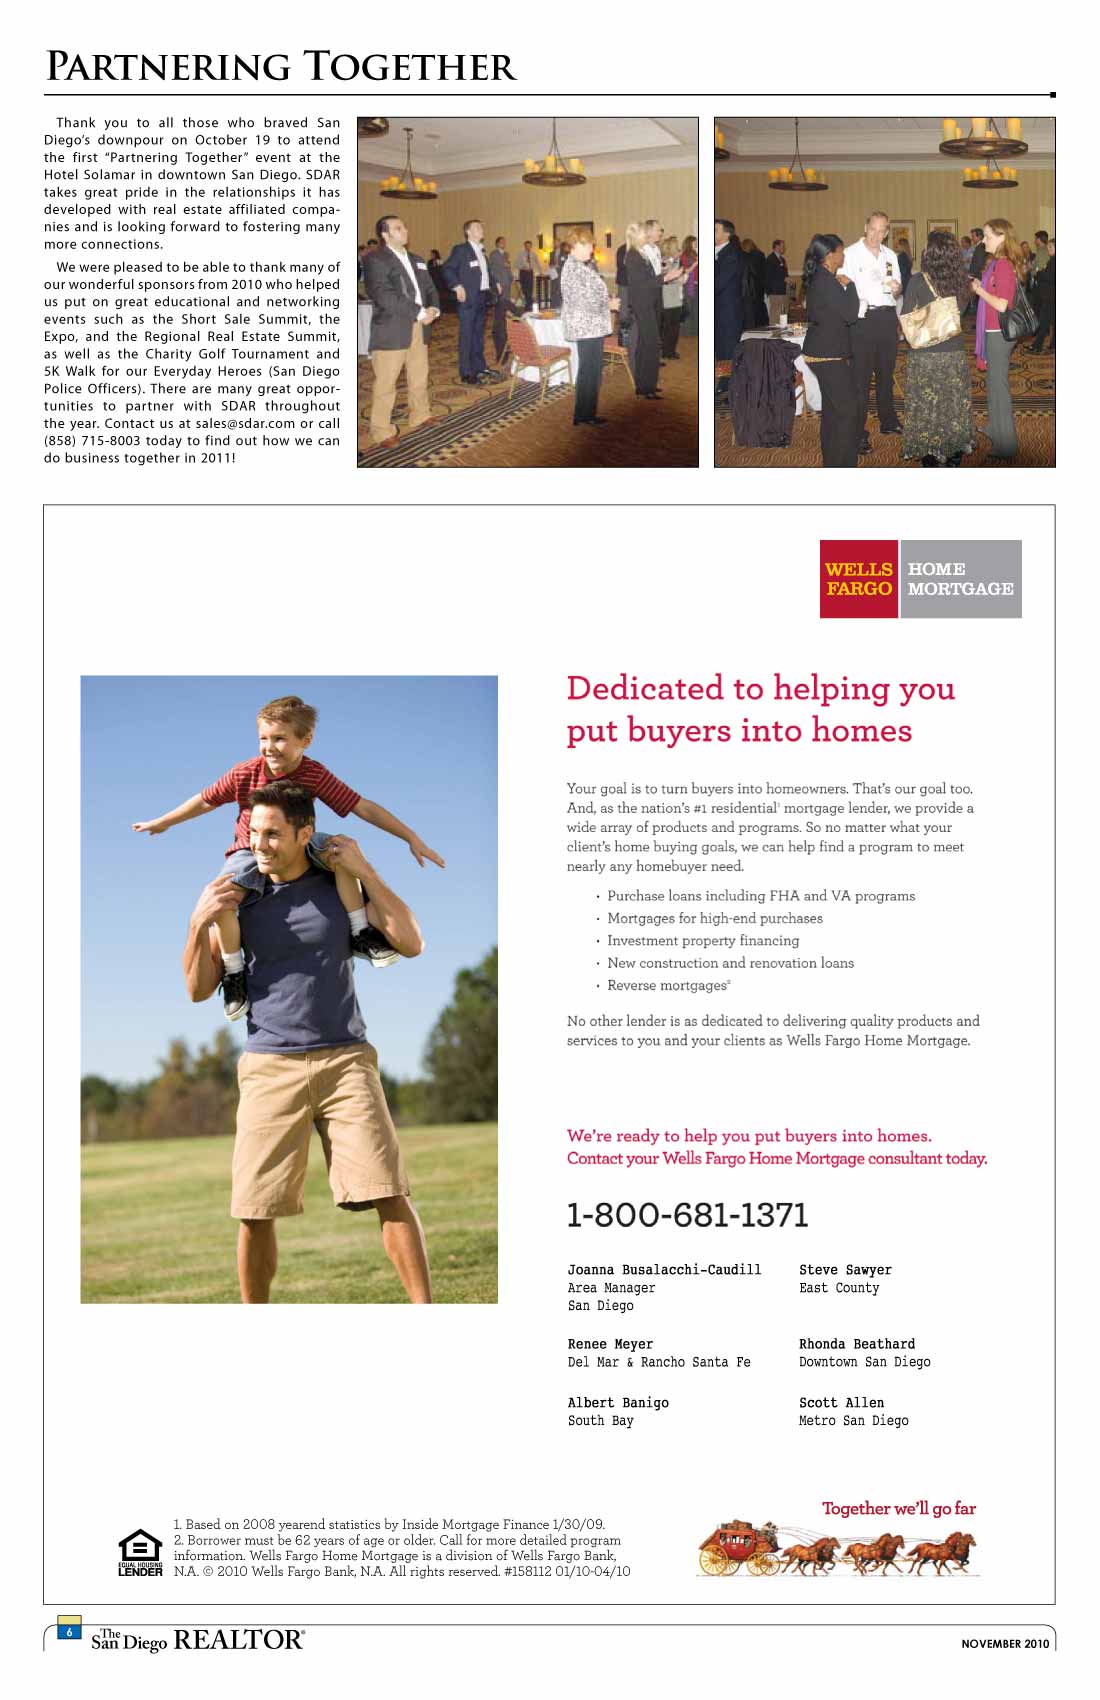 PARTNERING TOGETHER
Thank you to all those who braved San
Diego's downpour on October 19 to attend
the first "Partnering Together" event at the
Hotel Solamar in downtown San Diego. SDAR
takes great pride in the relationships it has
developed with real estate affiliated compa-
nies and is looking forward to fostering many
more connections.
We were pleased to be able to thank many of
our wonderful sponsors from 2010 who helped
us put on great educational and networking
events such as the Short Sale Summit, the
Expo, and the Regional Real Estate Summit,
as well as the Charity Golf Tournament and
5K Walk for our Everyday Heroes (San Diego
Police Officers). There are many great oppor-
tunities to partner with SDAR throughout
the year. Contact us at sales@sdar.com or call
(858) 715-8003 today to find out how we can
do business together in 2011!
WELLS
FARGO
HOME
MORTGAGE
Dedicated to helping you
put buyers into homes
Your goal is to turn buyers into homeowners. That's our goal too.
And, as the nation's #1 residential¹ mortgage lender, we provide a
wide array of products and programs. So no matter what your
client's home buying goals, we can help find a program to meet
nearly any homebuyer need.
• Purchase loans including FHA and VA programs
• Mortgages for high-end purchases
• Investment property financing
• New construction and renovation loans
• Reverse mortgages²
No other lender is as dedicated to delivering quality products and
services to you and your clients as Wells Fargo Home Mortgage.
We're ready to help you put buyers into homes.
Contact your Wells Fargo Home Mortgage consultant today.
1-800-681-1371
Joanna Busalacchi-Caudill
Area Manager
San Diego
Steve Sawyer
East County
Renee Meyer
Del Mar & Rancho Santa Fe
Rhonda Beathard
Downtown San Diego
Albert Banigo
South Bay
Scott Allen
Metro San Diego
Together we'll go far
1. Based on 2008 yearend statistics by Inside Mortgage Finance 1/30/09.
2. Borrower must be 62 years of age or older. Call for more detailed program
information. Wells Fargo Home Mortgage is a division of Wells Fargo Bank,
N.A. © 2010 Wells Fargo Bank, N.A. All rights reserved. #158112 01/10-04/10
EQUAL HOUSING
LENDER
6
The San Diego REALTOR®
NOVEMBER 2010